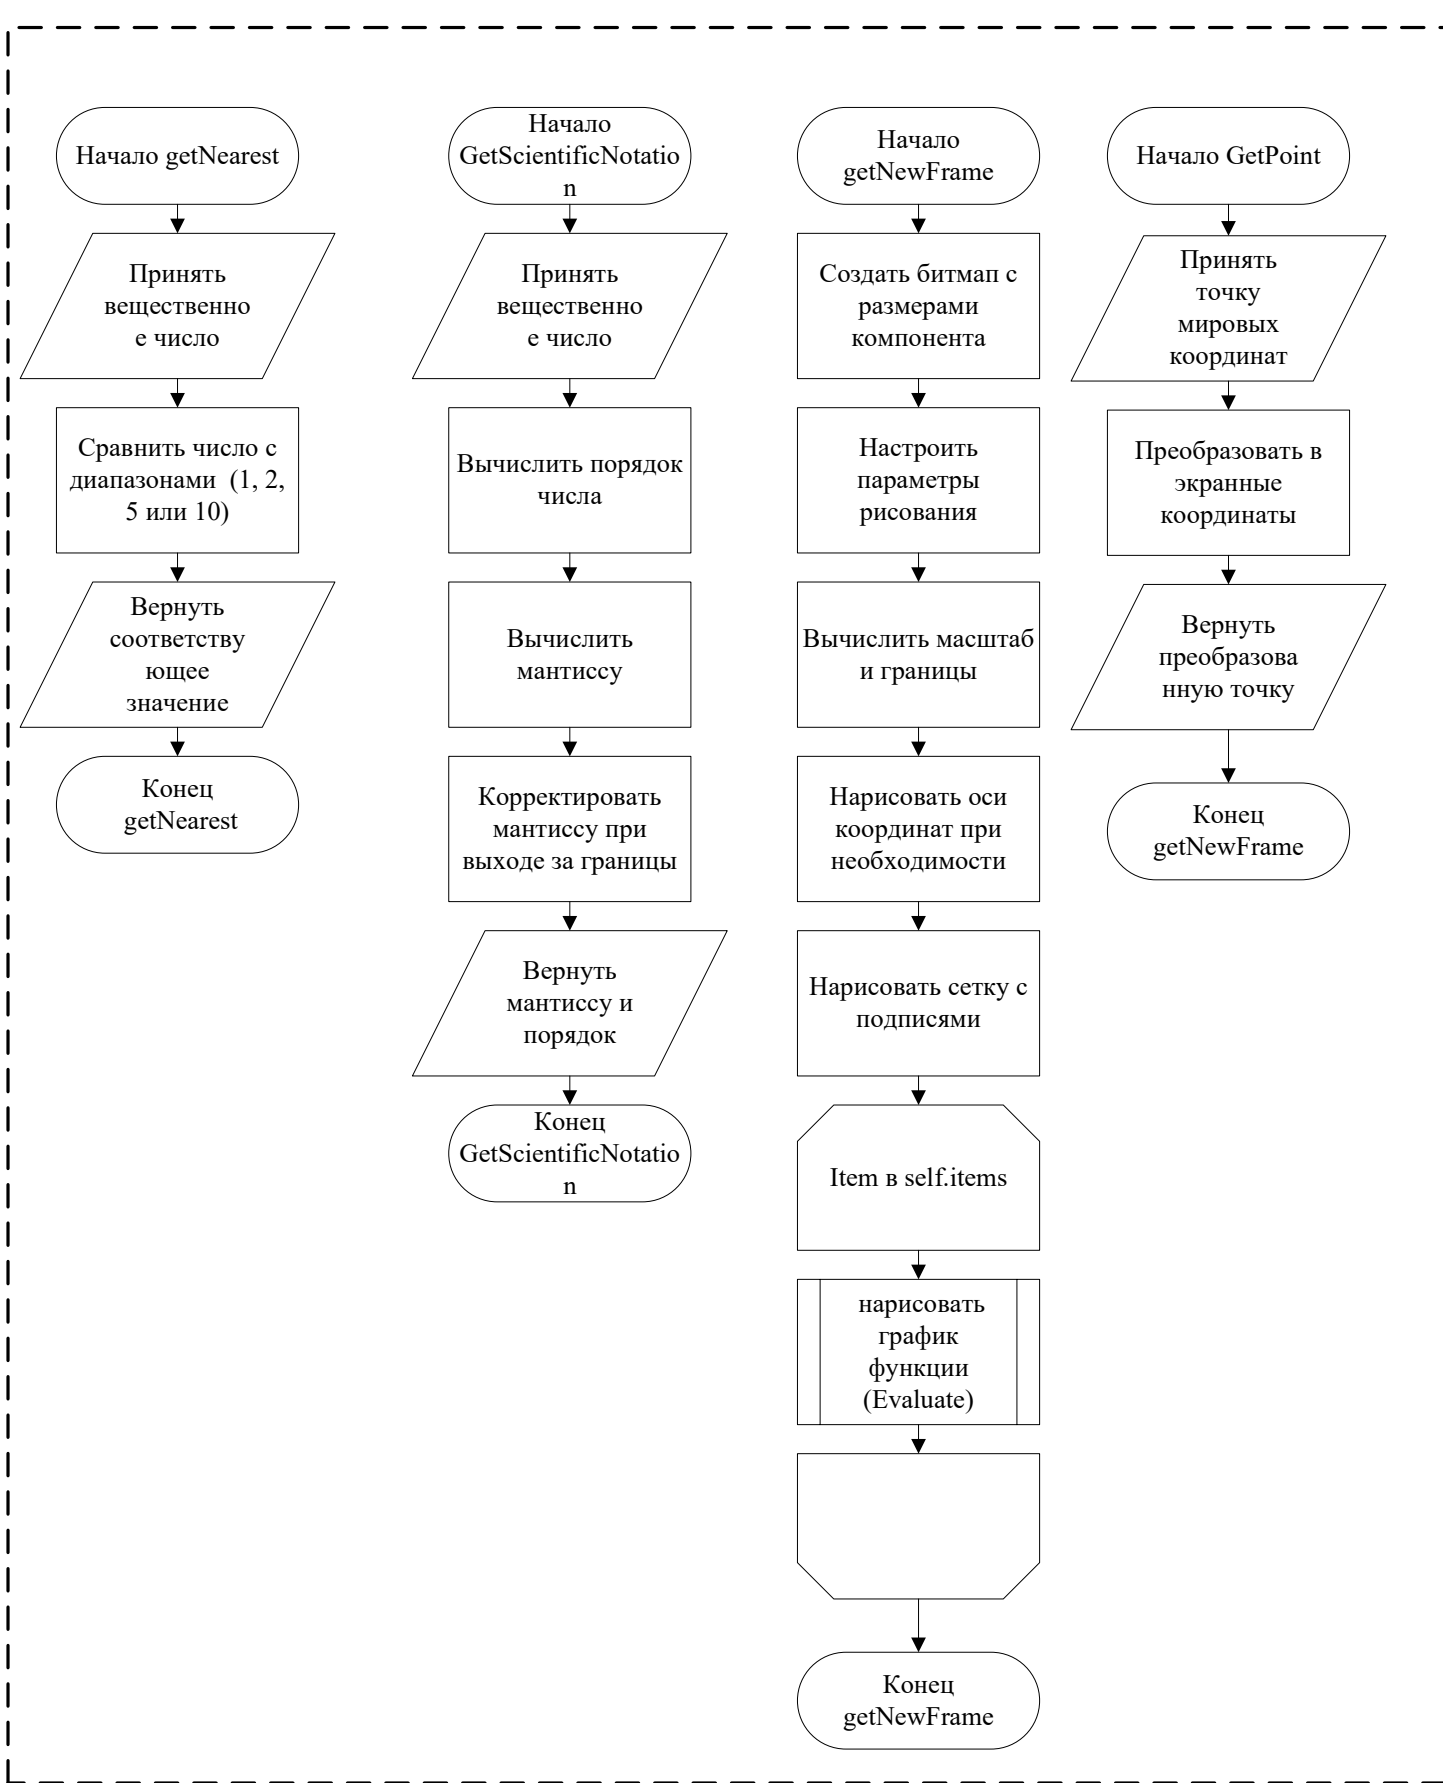 Начало getNearest
Принять
вещественно
е число
Сравнить число с
диапазонами (1, 2,
5 или 10)
Вернуть
соответству
ющее
значение
Конец
getNearest
Начало
GetScientificNotatio
n
Принять
вещественно
е число
Вычислить порядок
числа
Вычислить
мантиссу
Корректировать
мантиссу при
выходе за границы
Вернуть
мантиссу и
порядок
Конец
GetScientificNotatio
n
Начало
getNewFrame
Создать битмап с
размерами
компонента
Настроить
параметры
рисования
Вычислить масштаб
и границы
Нарисовать оси
координат при
необходимости
Нарисовать сетку с
подписями
Item в self.items
нарисовать
график
функции
(Evaluate)
Конец
getNewFrame
Начало GetPoint
Принять
точку
мировых
координат
Преобразовать в
экранные
координаты
Вернуть
преобразова
нную точку
Конец
getNewFrame